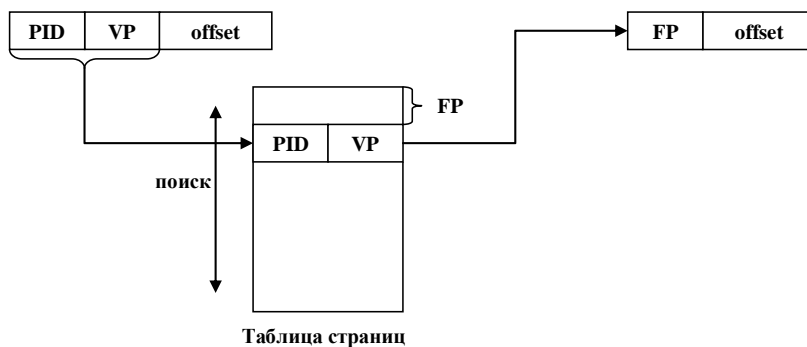 PID VP offset
FP offset
FP
PID VP
поиск
Таблица страниц